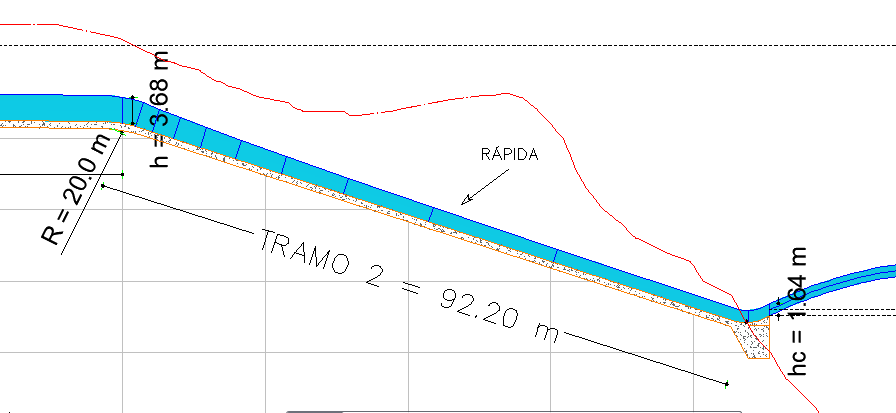 h = 3.68 m
R = 20.0 m
RÁPIDA
TRAMO 2 = 92.20 m
hc = 1.64 m